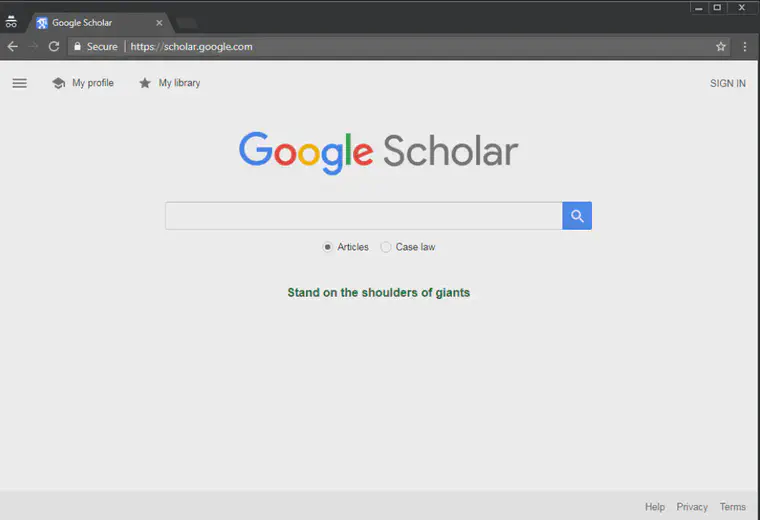 Google Scholar
Secure https://scholar.google.com
My profile My library SIGN IN
Google Scholar
Articles Case law
Stand on the shoulders of giants
Help Privacy Terms